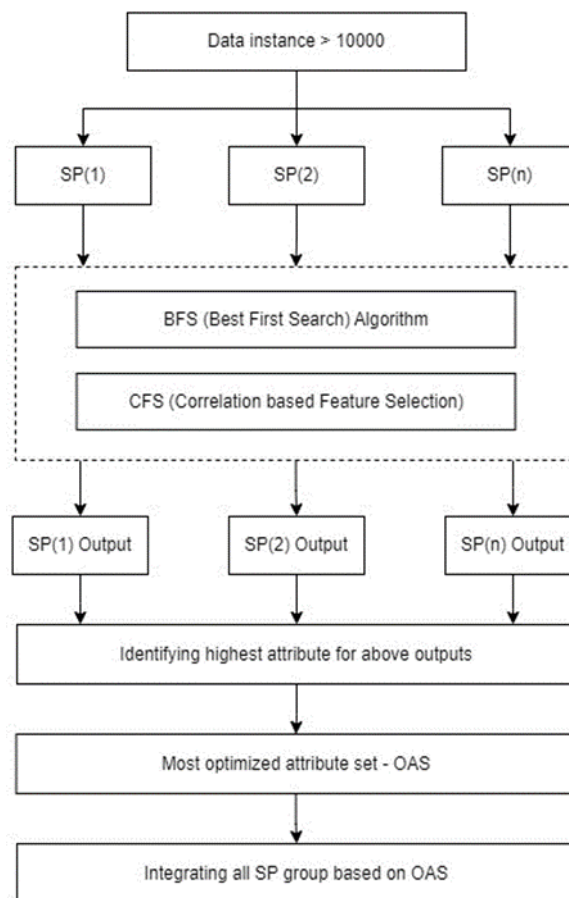 Data instance > 10000
SP(1)
SP(2)
SP(n)
BFS (Best First Search) Algorithm
CFS (Correlation based Feature Selection)
SP(1) Output
SP(2) Output
SP(n) Output
Identifying highest attribute for above outputs
Most optimized attribute set - OAS
Integrating all SP group based on OAS